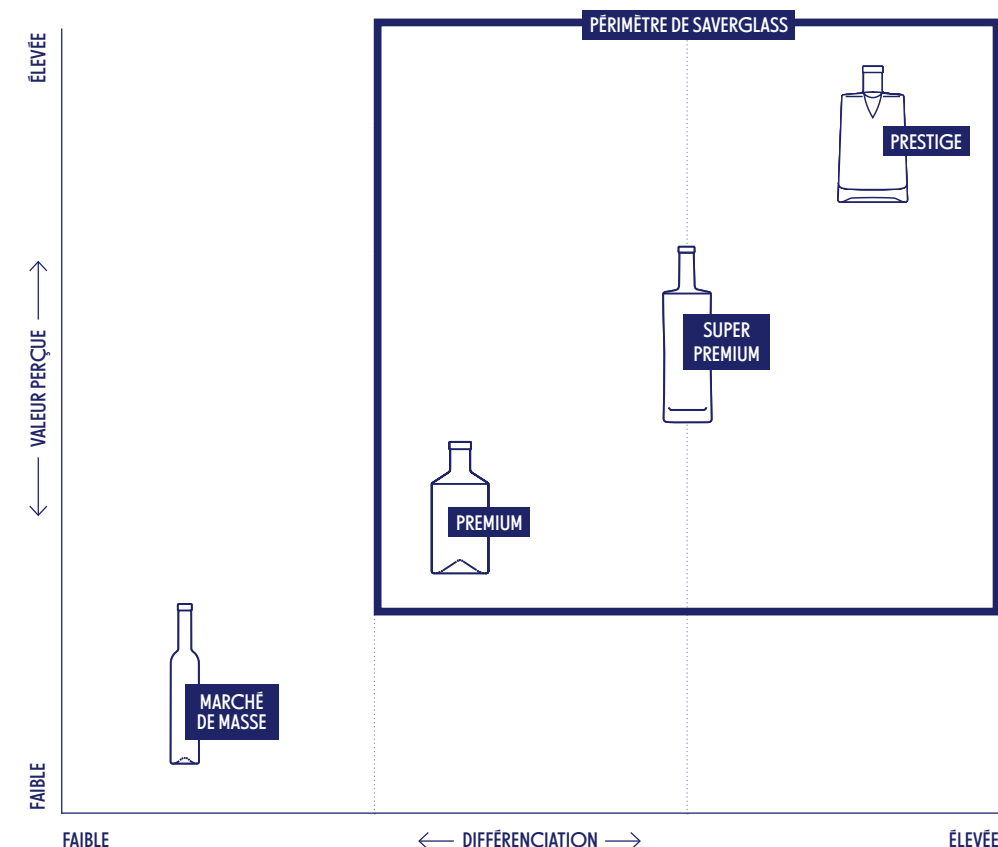 PÉRIMÈTRE DE SAVERGLASS
ÉLEVÉE
PRESTIGE
SUPER
PREMIUM
VALEUR PERÇUE
PREMIUM
MARCHÉ
DE MASSE
FAIBLE
FAIBLE
DIFFÉRENCIATION
ÉLEVÉE